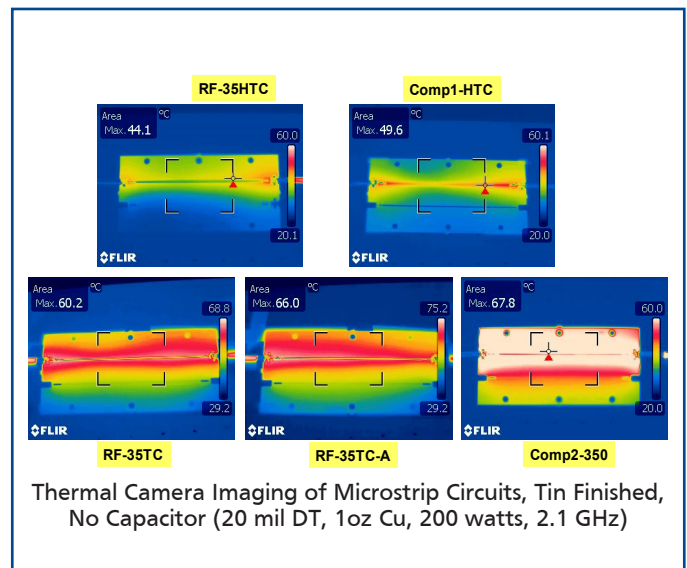 RF-35HTC
Comp1-HTC
Area °C
Max. 44.1
60.0
20.1
FLIR
Area °C
Max. 49.6
60.1
20.0
FLIR
Area °C
Max. 60.2
68.8
29.2
FLIR
Area °C
Max. 66.0
75.2
29.2
FLIR
Area °C
Max. 67.8
60.0
20.0
FLIR
RF-35TC
RF-35TC-A
Comp2-350
Thermal Camera Imaging of Microstrip Circuits, Tin Finished,
No Capacitor (20 mil DT, 1oz Cu, 200 watts, 2.1 GHz)